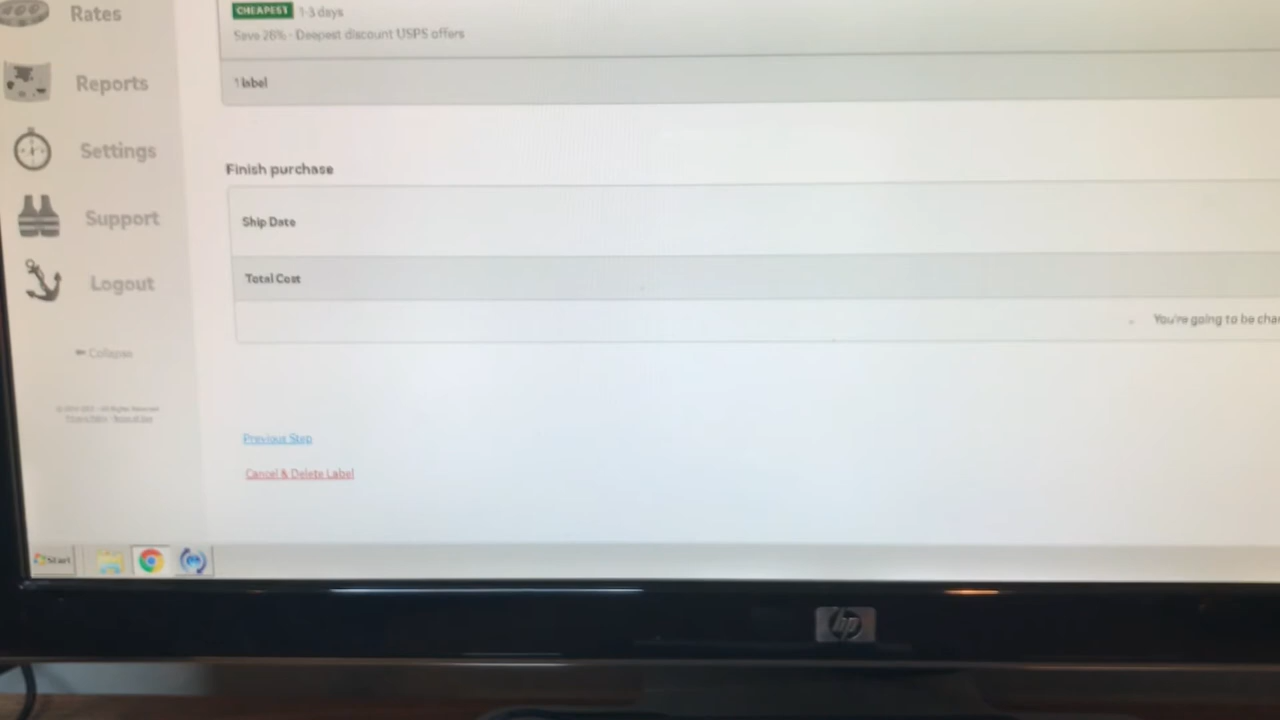 Rates
Reports
Settings
Support
Logout
Collapse
CHEAPEST 1-3 days
Save 26% · Deepest discount USPS offers
1 label
Finish purchase
Ship Date
Total Cost
You're going to be char
Previous Step
Cancel & Delete Label
Start
hp